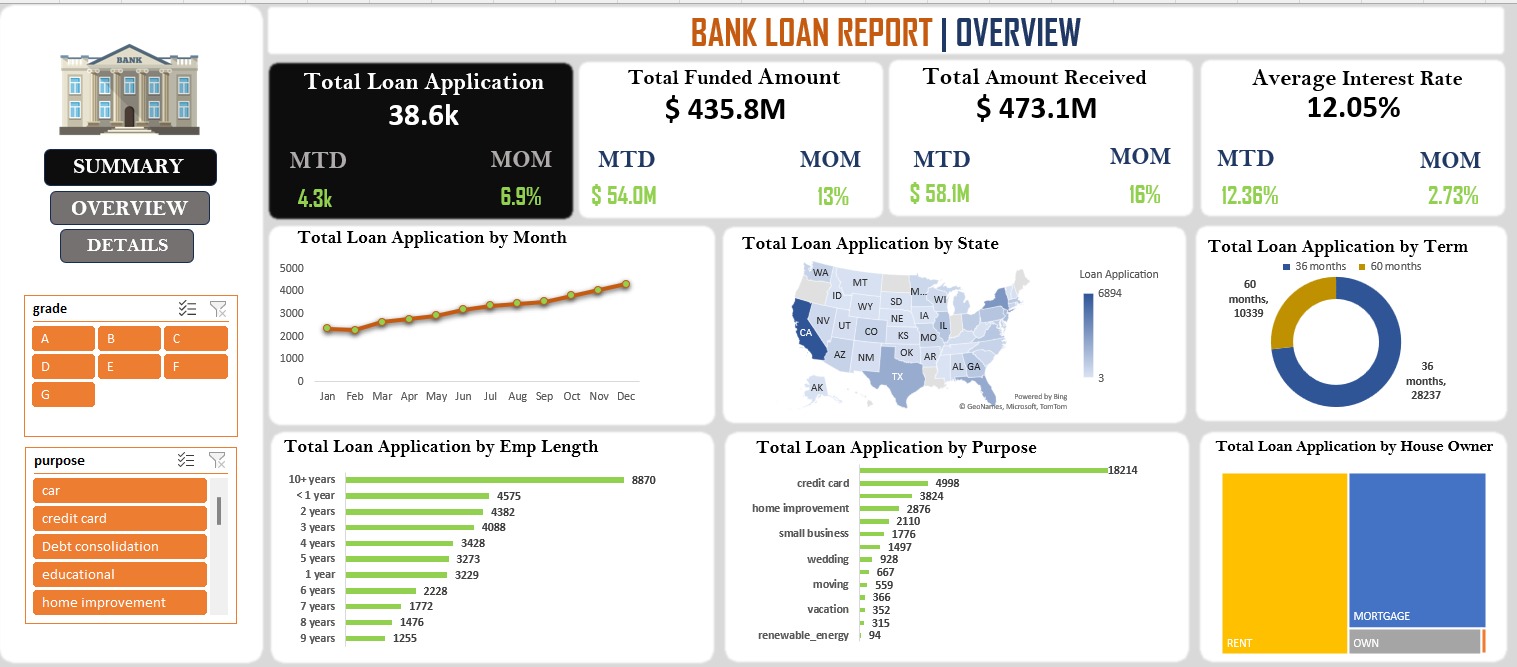 BANK LOAN REPORT | OVERVIEW
BANK
SUMMARY
OVERVIEW
DETAILS
grade
A B C
D E F
G
purpose
car
credit card
Debt consolidation
educational
home improvement
Total Loan Application
38.6k
MTD MOM
4.3k 6.9%
Total Funded Amount
$ 435.8M
MTD MOM
$ 54.0M 13%
Total Amount Received
$ 473.1M
MTD MOM
$ 58.1M 16%
Average Interest Rate
12.05%
MTD MOM
12.36% 2.73%
Total Loan Application by Month
5000
4000
3000
2000
1000
0
Jan Feb Mar Apr May Jun Jul Aug Sep Oct Nov Dec
Total Loan Application by State
Loan Application
6894
3
WA
MT
ID
WY
SD
M...
WI
NV
UT
CO
NE
IA
IL
CA
KS
MO
AZ
NM
OK
AR
TX
AL
GA
AK
Powered by Bing
© GeoNames, Microsoft, TomTom
Total Loan Application by Term
36 months 60 months
60
months,
10339
36
months,
28237
Total Loan Application by Emp Length
10+ years 8870
< 1 year 4575
2 years 4382
3 years 4088
4 years 3428
5 years 3273
1 year 3229
6 years 2228
7 years 1772
8 years 1476
9 years 1255
Total Loan Application by Purpose
18214
credit card 4998
3824
home improvement 2876
2110
small business 1776
1497
wedding 928
667
moving 559
366
vacation 352
315
renewable_energy 94
Total Loan Application by House Owner
RENT
MORTGAGE
OWN